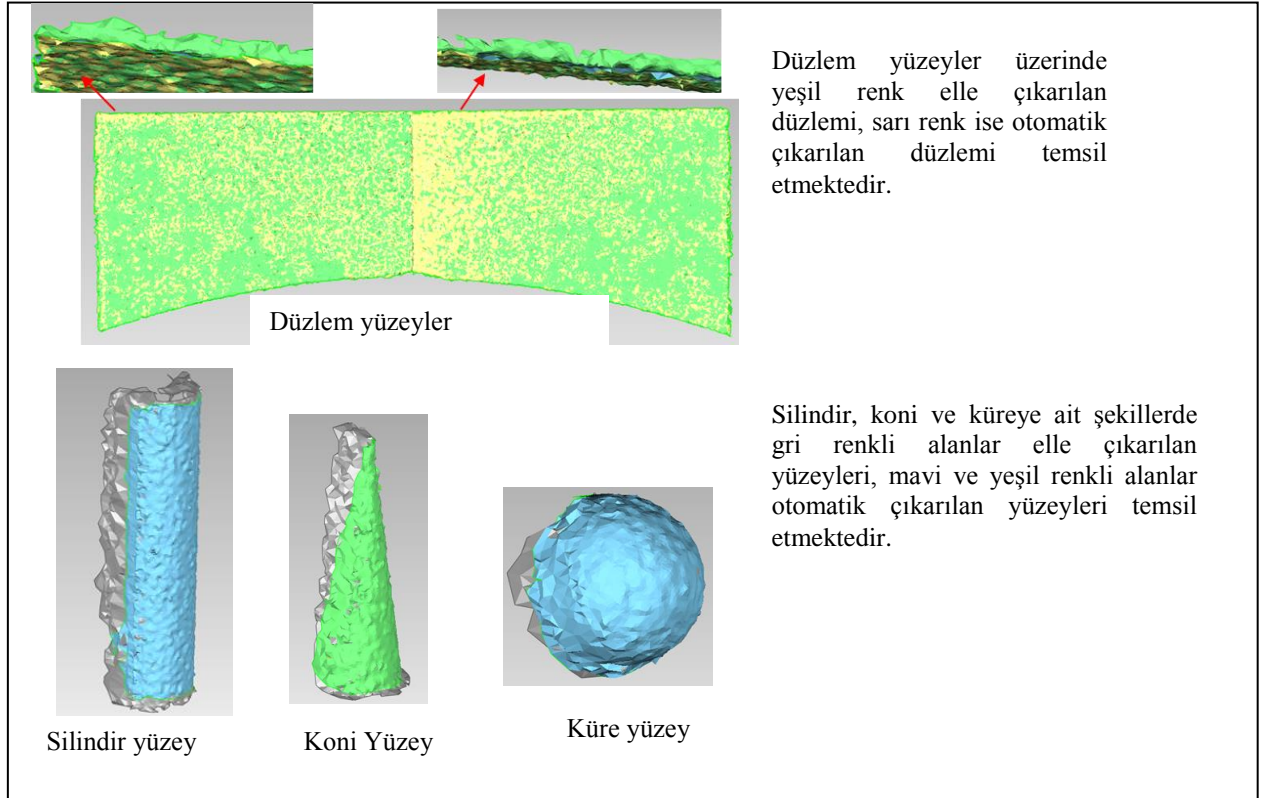 Düzlem yüzeyler üzerinde
yeşil renk elle çıkarılan
düzlemi, sarı renk ise otomatik
çıkarılan düzlemi temsil
etmektedir.
Düzlem yüzeyler
Silindir, koni ve küreye ait şekillerde
gri renkli alanlar elle çıkarılan
yüzeyleri, mavi ve yeşil renkli alanlar
otomatik çıkarılan yüzeyleri temsil
etmektedir.
Silindir yüzey
Koni Yüzey
Küre yüzey